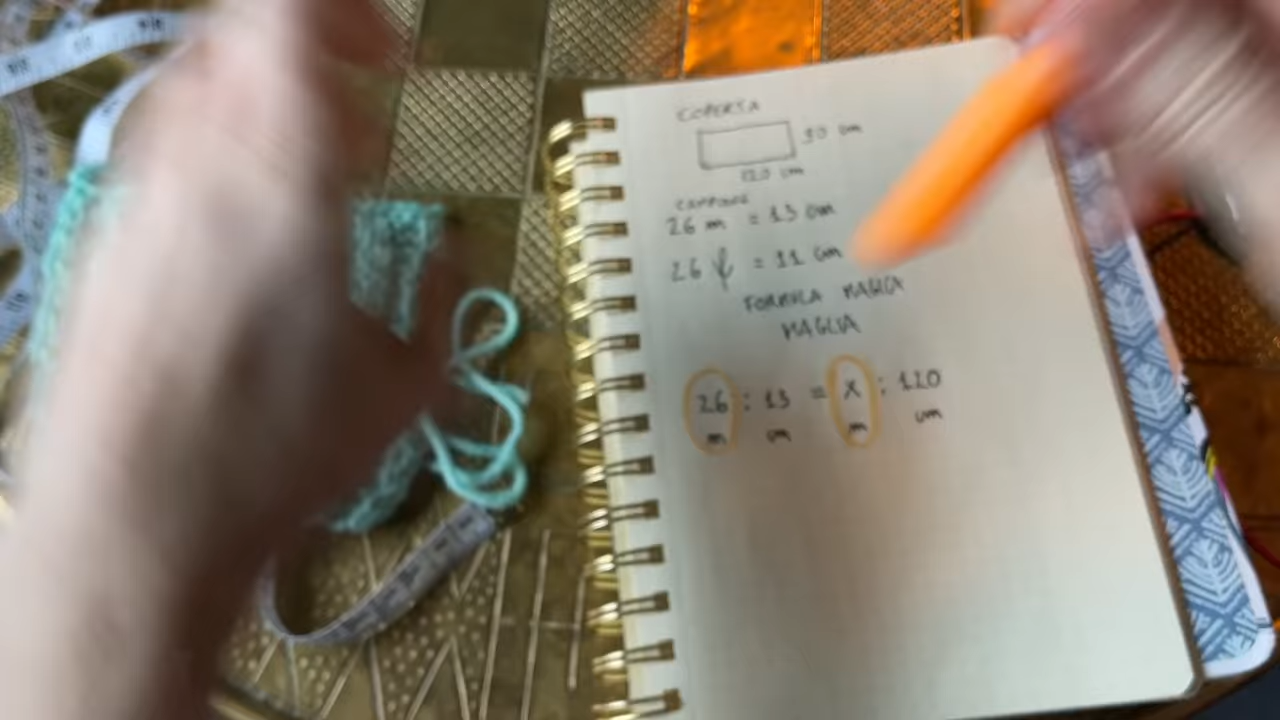 COPERTA
90 cm
120 cm
CAMPIONE
26 m = 13 cm
26 f = 11 cm
FORMULA MAGICA
MAGLIA
26 : 13 = X : 120
m cm m cm